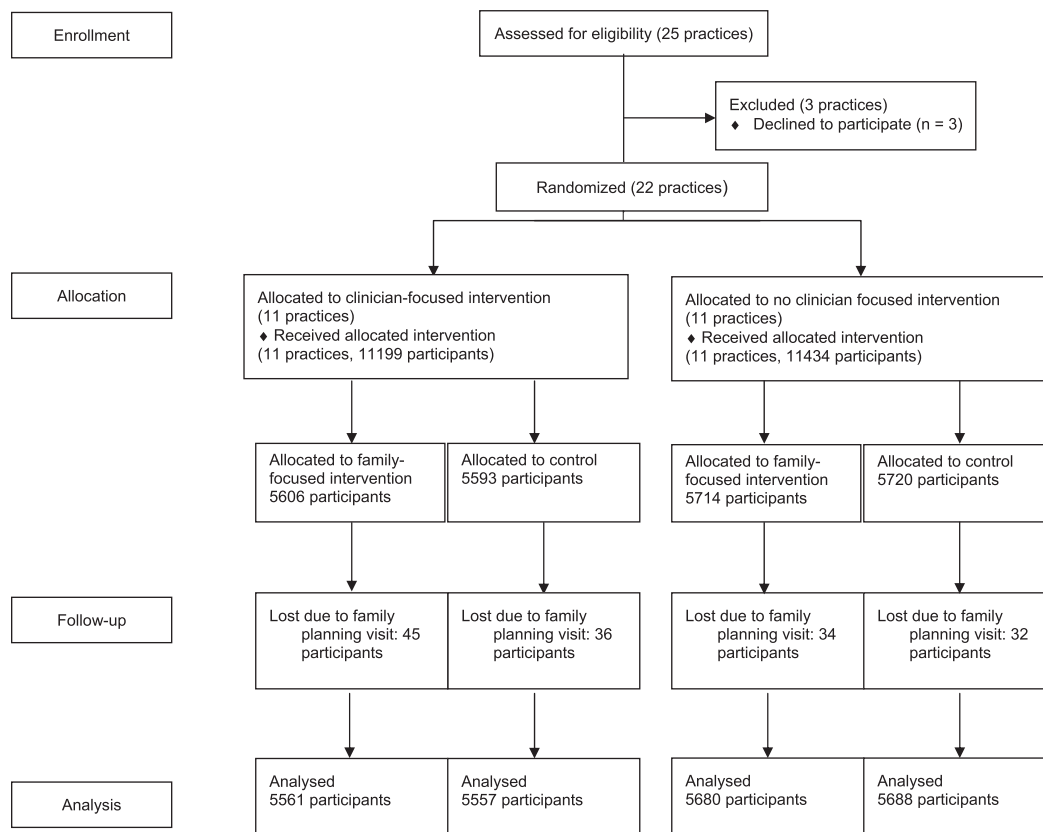 Enrollment
Assessed for eligibility (25 practices)
Excluded (3 practices)
♦ Declined to participate (n = 3)
Randomized (22 practices)
Allocation
Allocated to clinician-focused intervention
(11 practices)
♦ Received allocated intervention
(11 practices, 11199 participants)
Allocated to no clinician focused intervention
(11 practices)
♦ Received allocated intervention
(11 practices, 11434 participants)
Allocated to family-
focused intervention
5606 participants
Allocated to control
5593 participants
Allocated to family-
focused intervention
5714 participants
Allocated to control
5720 participants
Follow-up
Lost due to family
planning visit: 45
participants
Lost due to family
planning visit: 36
participants
Lost due to family
planning visit: 34
participants
Lost due to family
planning visit: 32
participants
Analysis
Analysed
5561 participants
Analysed
5557 participants
Analysed
5680 participants
Analysed
5688 participants